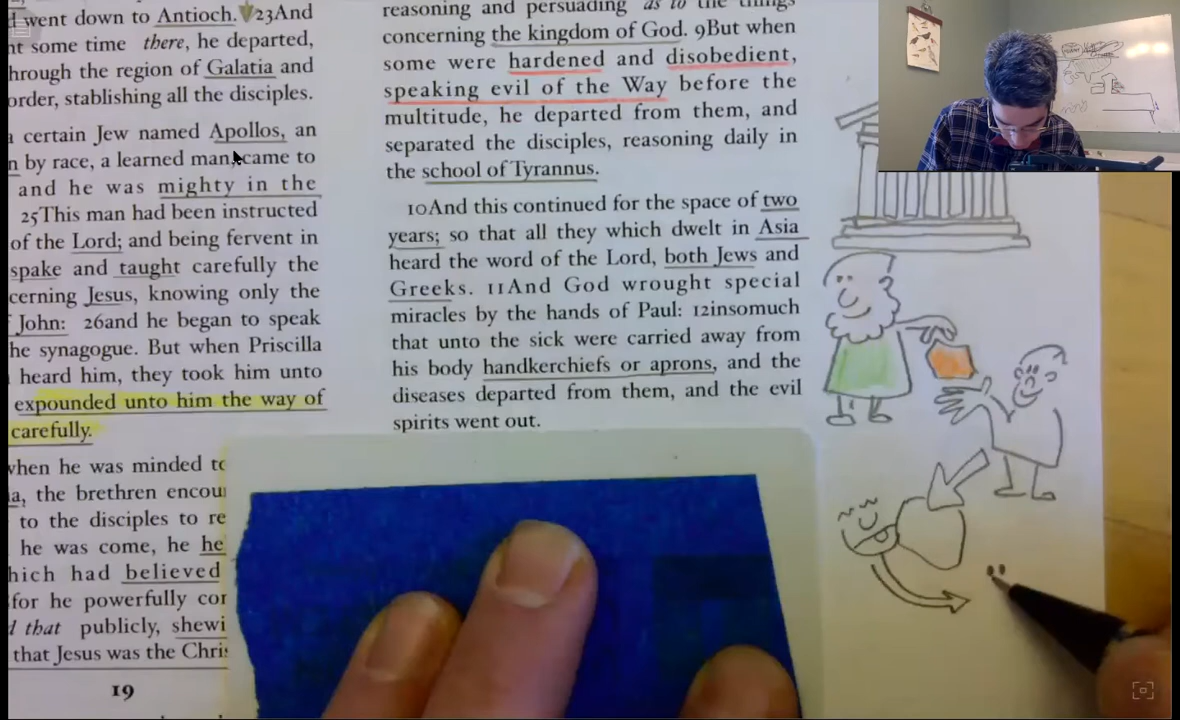 went down to Antioch. 23And
nt some time there, he departed,
hrough the region of Galatia and
order, stablishing all the disciples.
a certain Jew named Apollos, an
n by race, a learned man, came to
and he was mighty in the
25This man had been instructed
of the Lord; and being fervent in
spake and taught carefully the
cerning Jesus, knowing only the
John: 26and he began to speak
he synagogue. But when Priscilla
heard him, they took him unto
expounded unto him the way of
carefully.
when he was minded to
a, the brethren encou
to the disciples to re
he was come, he he
hich had believed
for he powerfully cor
d that publicly, shewi
that Jesus was the Chris
19
reasoning and persuading as to the things
concerning the kingdom of God. 9But when
some were hardened and disobedient,
speaking evil of the Way before the
multitude, he departed from them, and
separated the disciples, reasoning daily in
the school of Tyrannus.
10And this continued for the space of two
years; so that all they which dwelt in Asia
heard the word of the Lord, both Jews and
Greeks. 11And God wrought special
miracles by the hands of Paul: 12insomuch
that unto the sick were carried away from
his body handkerchiefs or aprons, and the
diseases departed from them, and the evil
spirits went out.